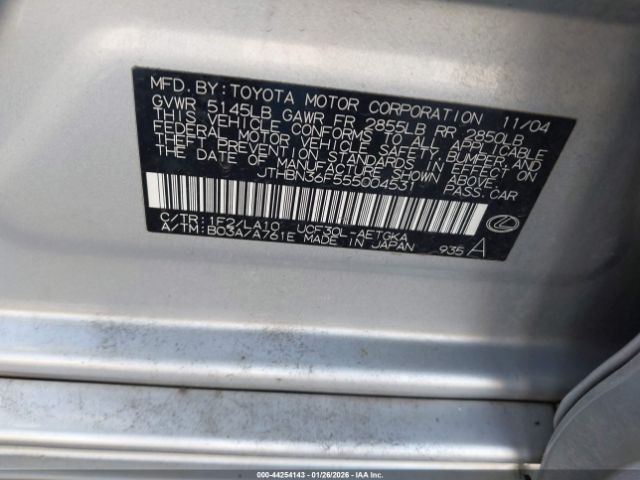 MFD. BY: TOYOTA MOTOR CORPORATION 11/04
GVWR 5145LB GAWR FR 2855LB RR 2850LB
THIS VEHICLE CONFORMS TO ALL APPLICABLE
FEDERAL MOTOR VEHICLE SAFETY, BUMPER, AND
THEFT PREVENTION STANDARDS IN EFFECT ON
THE DATE OF MANUFACTURE SHOWN ABOVE.
JTHBN36F555004531 PASS.CAR
C/TR: 1F2/LA10 UCF30L-AETGKA
A/TM: B03A/A761E MADE IN JAPAN 935 A
000-44254143 | 01/26/2026 | IAA Inc.